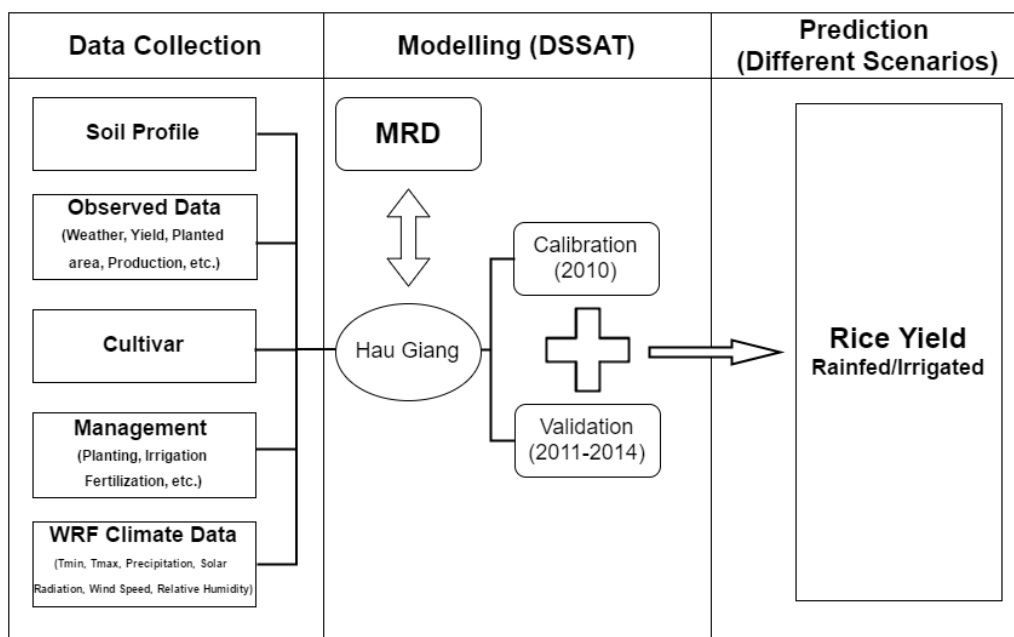 Data Collection
Modelling (DSSAT)
Prediction
(Different Scenarios)
Soil Profile
Observed Data
(Weather, Yield, Planted
area, Production, etc.)
Cultivar
Management
(Planting, Irrigation
Fertilization, etc.)
WRF Climate Data
(Tmin, Tmax, Precipitation, Solar
Radiation, Wind Speed, Relative Humidity)
MRD
Hau Giang
Calibration
(2010)
Validation
(2011-2014)
Rice Yield
Rainfed/Irrigated